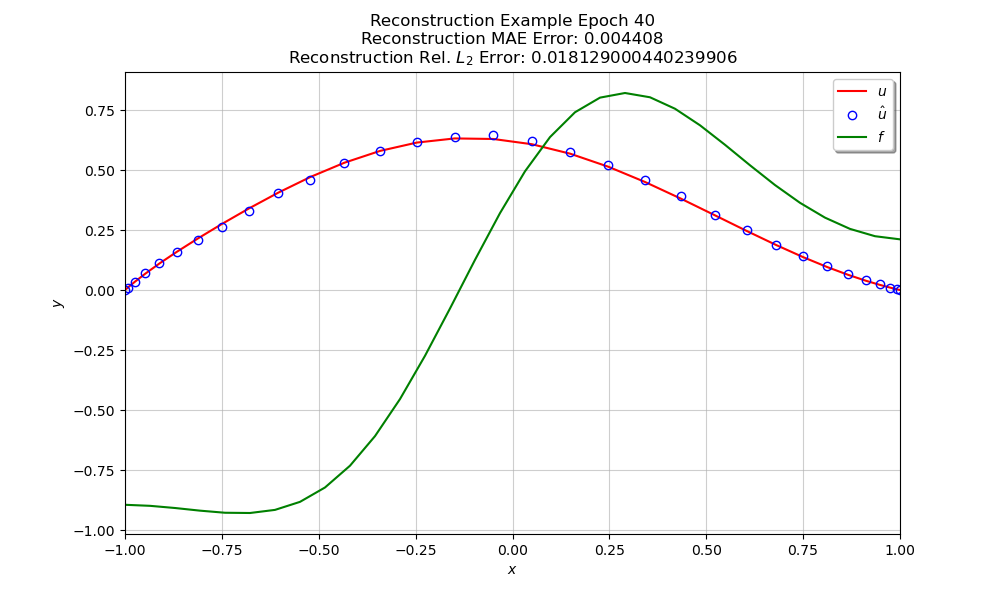 Reconstruction Example Epoch 40
Reconstruction MAE Error: 0.004408
Reconstruction Rel. L₂ Error: 0.018129000440239906
u
û
f
y
0.75
0.50
0.25
0.00
−0.25
−0.50
−0.75
−1.00
−1.00 −0.75 −0.50 −0.25 0.00 0.25 0.50 0.75 1.00
x